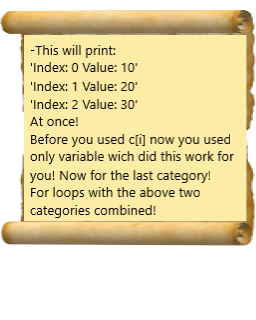 -This will print:
'Index: 0 Value: 10'
'Index: 1 Value: 20'
'Index: 2 Value: 30'
At once!
Before you used c[i] now you used
only variable wich did this work for
you! Now for the last category!
For loops with the above two
categories combined!